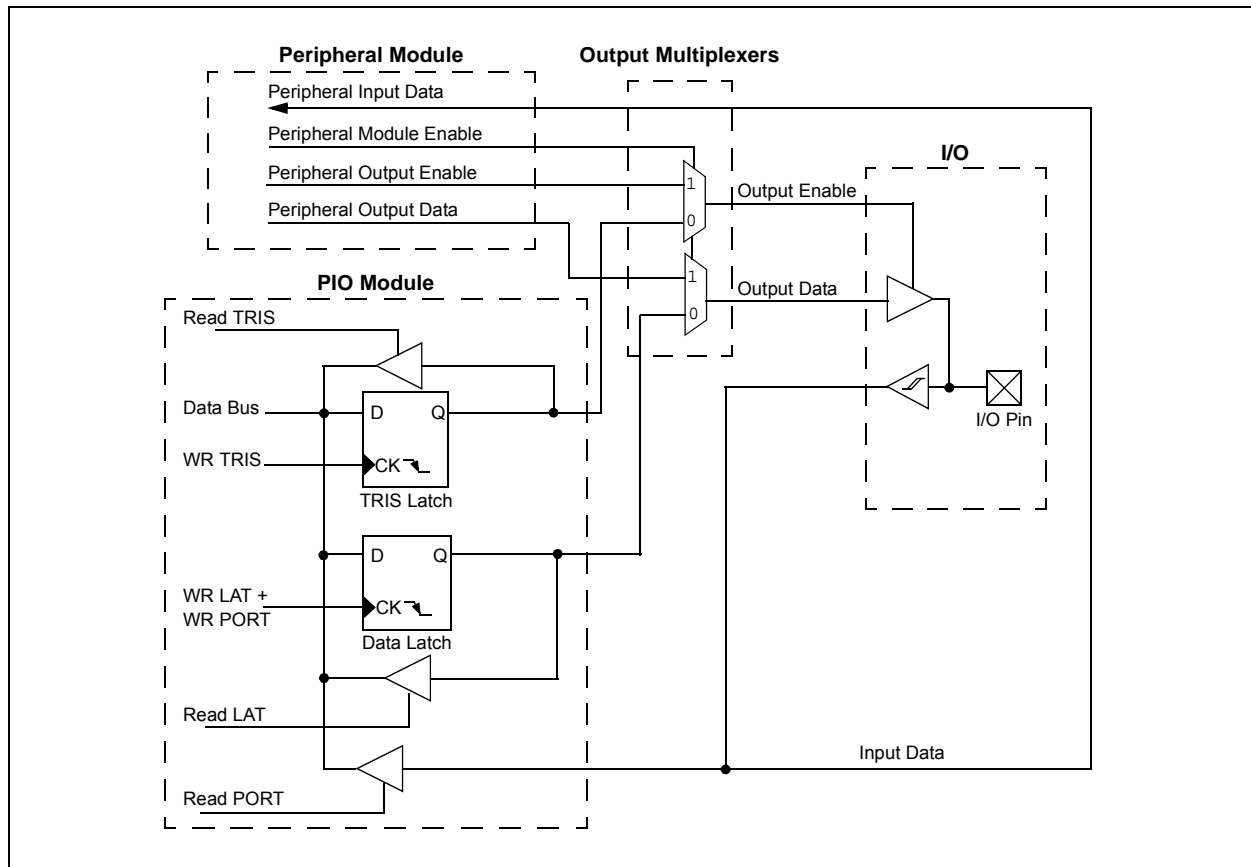 Peripheral Module
Output Multiplexers
Peripheral Input Data
Peripheral Module Enable
Peripheral Output Enable
Peripheral Output Data
1
0
1
0
Output Enable
Output Data
I/O
I/O Pin
PIO Module
Read TRIS
Data Bus
D
Q
WR TRIS
CK
TRIS Latch
D
Q
WR LAT +
WR PORT
CK
Data Latch
Read LAT
Read PORT
Input Data